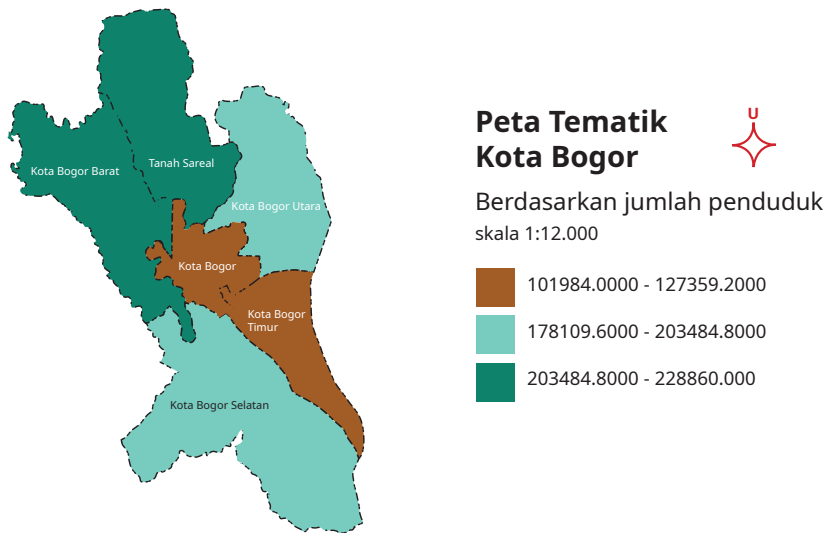 Kota Bogor Barat
Tanah Sareal
Kota Bogor Utara
Kota Bogor
Kota Bogor
Timur
Kota Bogor Selatan
Peta Tematik
Kota Bogor
U
Berdasarkan jumlah penduduk
skala 1:12.000
101984.0000 - 127359.2000
178109.6000 - 203484.8000
203484.8000 - 228860.000